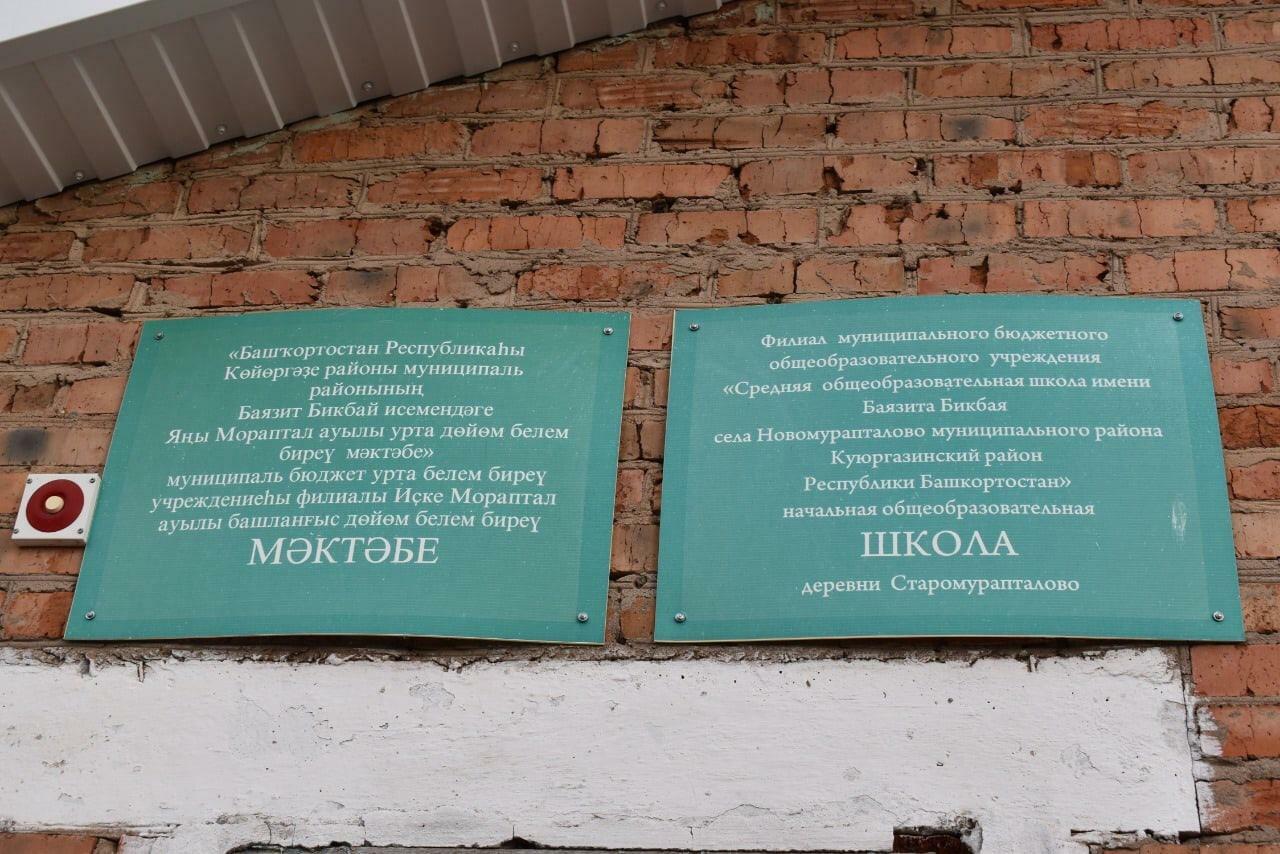 «Башҡортостан Республикаһы
Көйөргәҙе районы муниципаль
районының
Баязит Бикбай исемендәге
Яңы Мораптал ауылы урта дөйөм белем
биреү мәктәбе»
муниципаль бюджет урта белем биреү
учреждениеһы филиалы Иҫке Мораптал
ауылы башланғыс дөйөм белем биреү
МӘКТӘБЕ
Филиал муниципального бюджетного
общеобразовательного учреждения
«Средняя общеобразовательная школа имени
Баязита Бикбая
села Новомурапталово муниципального района
Куюргазинский район
Республики Башкортостан»
начальная общеобразовательная
ШКОЛА
деревни Старомурапталово